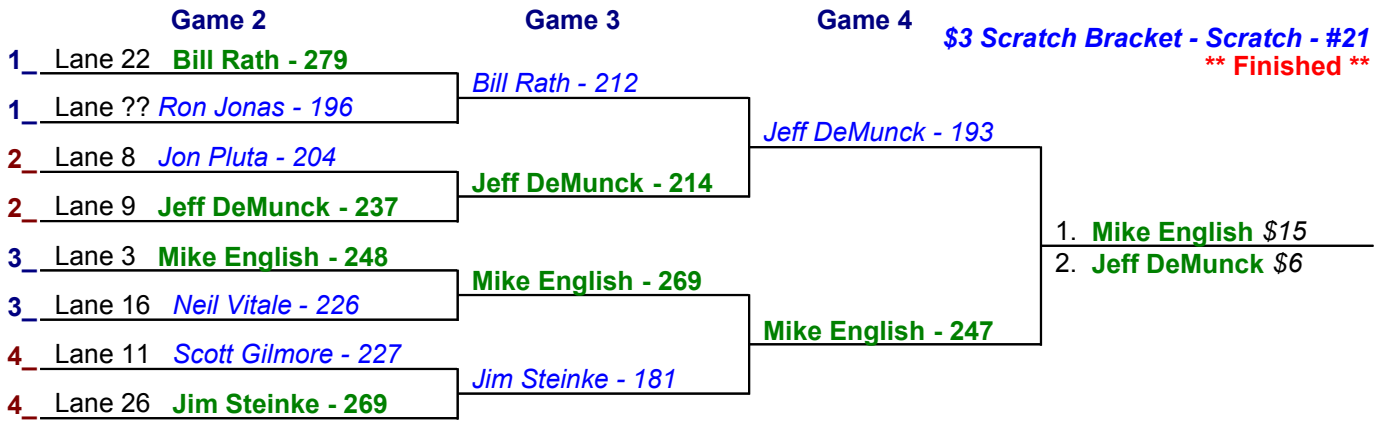 Game 2 Game 3 Game 4
$3 Scratch Bracket - Scratch - #21
** Finished **
1_ Lane 22 Bill Rath - 279
Bill Rath - 212
1_ Lane ?? Ron Jonas - 196
Jeff DeMunck - 193
2_ Lane 8 Jon Pluta - 204
Jeff DeMunck - 214
2_ Lane 9 Jeff DeMunck - 237
1. Mike English $15
3_ Lane 3 Mike English - 248
2. Jeff DeMunck $6
Mike English - 269
3_ Lane 16 Neil Vitale - 226
Mike English - 247
4_ Lane 11 Scott Gilmore - 227
Jim Steinke - 181
4_ Lane 26 Jim Steinke - 269